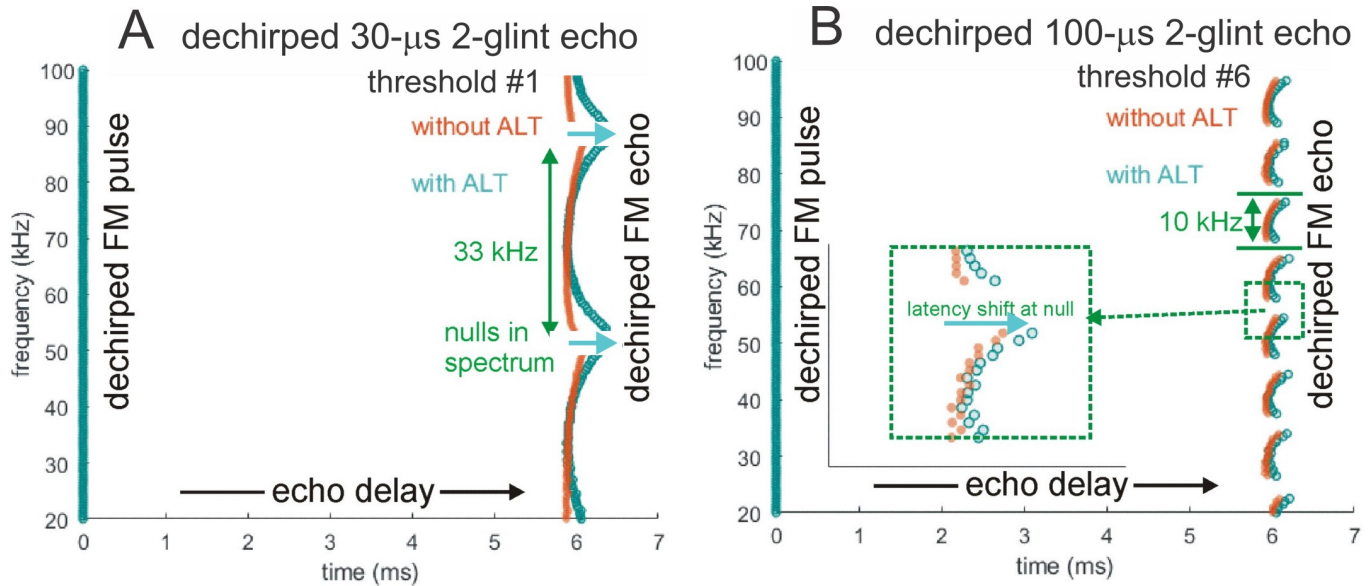 A dechirped 30-μs 2-glint echo
threshold #1
without ALT
with ALT
33 kHz
nulls in
spectrum
dechirped FM pulse
dechirped FM echo
echo delay
frequency (kHz)
100
90
80
70
60
50
40
30
20
0
1
2
3
4
5
6
7
time (ms)
B dechirped 100-μs 2-glint echo
threshold #6
without ALT
with ALT
10 kHz
latency shift at null
dechirped FM pulse
dechirped FM echo
echo delay
frequency (kHz)
100
90
80
70
60
50
40
30
20
0
1
2
3
4
5
6
7
time (ms)